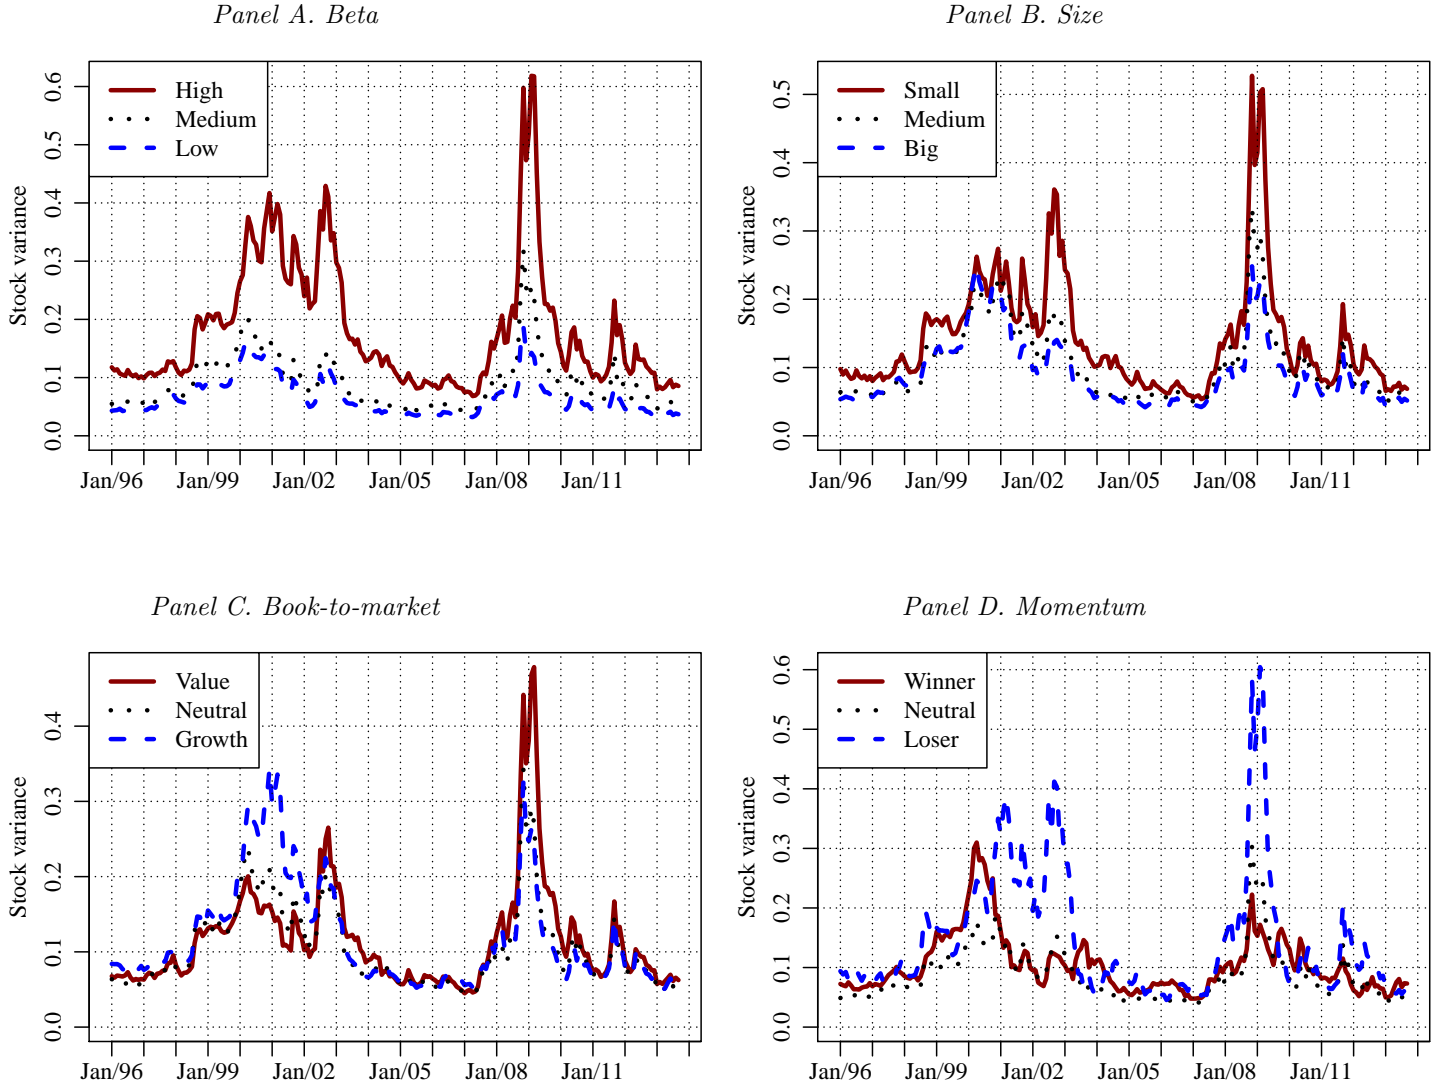 Panel A. Beta
High
Medium
Low
Stock variance
0.6
0.5
0.4
0.3
0.2
0.1
0.0
Jan/96 Jan/99 Jan/02 Jan/05 Jan/08 Jan/11
Panel B. Size
Small
Medium
Big
Stock variance
0.5
0.4
0.3
0.2
0.1
0.0
Jan/96 Jan/99 Jan/02 Jan/05 Jan/08 Jan/11
Panel C. Book-to-market
Value
Neutral
Growth
Stock variance
0.4
0.3
0.2
0.1
0.0
Jan/96 Jan/99 Jan/02 Jan/05 Jan/08 Jan/11
Panel D. Momentum
Winner
Neutral
Loser
Stock variance
0.6
0.5
0.4
0.3
0.2
0.1
0.0
Jan/96 Jan/99 Jan/02 Jan/05 Jan/08 Jan/11